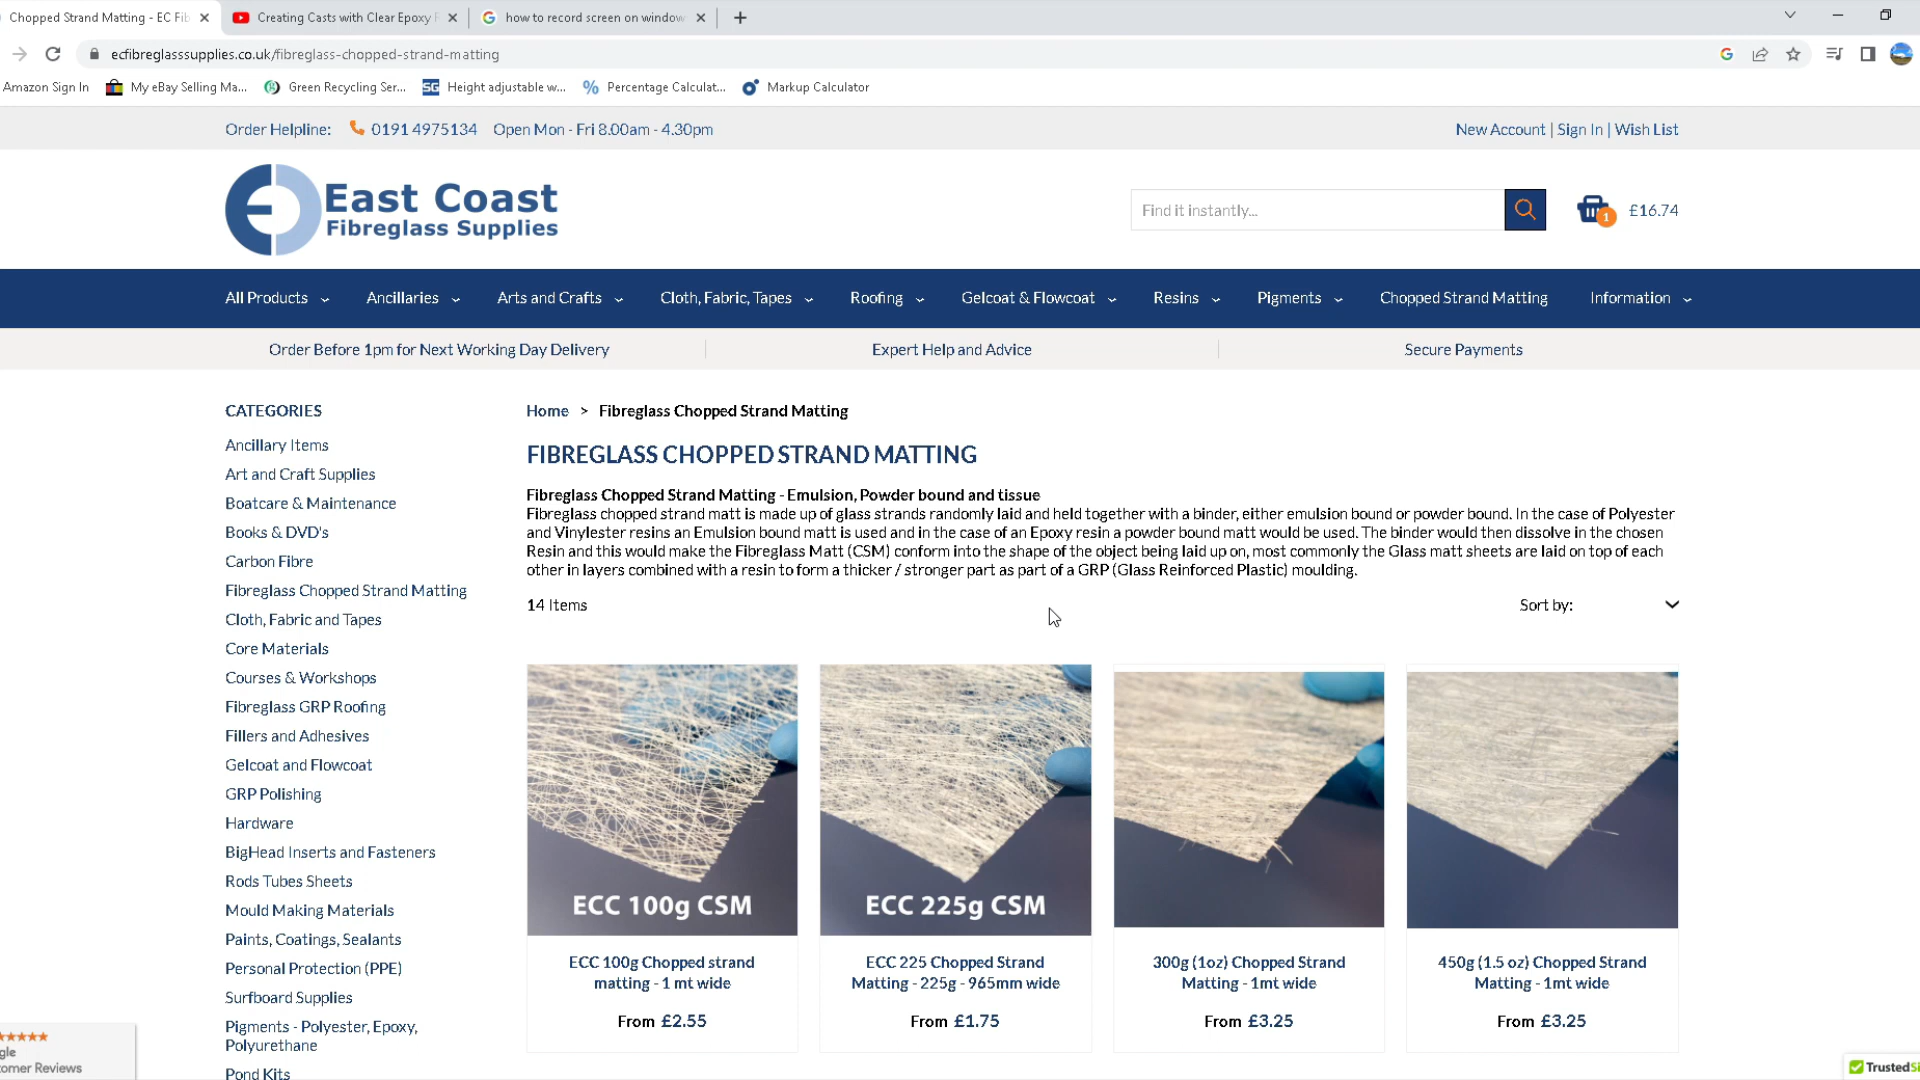 Chopped Strand Matting - EC Fib
Creating Casts with Clear Epoxy R
how to record screen on window
ecfibreglasssupplies.co.uk/fibreglass-chopped-strand-matting
Amazon Sign In
My eBay Selling Ma...
Green Recycling Ser...
SG Height adjustable w...
% Percentage Calculat...
Markup Calculator
Order Helpline: 0191 4975134 Open Mon - Fri 8.00am - 4.30pm
New Account | Sign In | Wish List
East Coast
Fibreglass Supplies
Find it instantly...
1
£16.74
All Products
Ancillaries
Arts and Crafts
Cloth, Fabric, Tapes
Roofing
Gelcoat & Flowcoat
Resins
Pigments
Chopped Strand Matting
Information
Order Before 1pm for Next Working Day Delivery
Expert Help and Advice
Secure Payments
CATEGORIES
Ancillary Items
Art and Craft Supplies
Boatcare & Maintenance
Books & DVD's
Carbon Fibre
Fibreglass Chopped Strand Matting
Cloth, Fabric and Tapes
Core Materials
Courses & Workshops
Fibreglass GRP Roofing
Fillers and Adhesives
Gelcoat and Flowcoat
GRP Polishing
Hardware
BigHead Inserts and Fasteners
Rods Tubes Sheets
Mould Making Materials
Paints, Coatings, Sealants
Personal Protection (PPE)
Surfboard Supplies
Pigments - Polyester, Epoxy,
Polyurethane
Pond Kits
Home > Fibreglass Chopped Strand Matting
FIBREGLASS CHOPPED STRAND MATTING
Fibreglass Chopped Strand Matting - Emulsion, Powder bound and tissue
Fibreglass chopped strand matt is made up of glass strands randomly laid and held together with a binder, either emulsion bound or powder bound. In the case of Polyester
and Vinylester resins an Emulsion bound matt is used and in the case of an Epoxy resin a powder bound matt would be used. The binder would then dissolve in the chosen
Resin and this would make the Fibreglass Matt (CSM) conform into the shape of the object being laid up on, most commonly the Glass matt sheets are laid on top of each
other in layers combined with a resin to form a thicker / stronger part as part of a GRP (Glass Reinforced Plastic) moulding.
14 Items
Sort by:
ECC 100g CSM
ECC 100g Chopped strand
matting - 1 mt wide
From £2.55
ECC 225g CSM
ECC 225 Chopped Strand
Matting - 225g - 965mm wide
From £1.75
300g (1oz) Chopped Strand
Matting - 1mt wide
From £3.25
450g (1.5 oz) Chopped Strand
Matting - 1mt wide
From £3.25
gle
tomer Reviews
TrustedSi